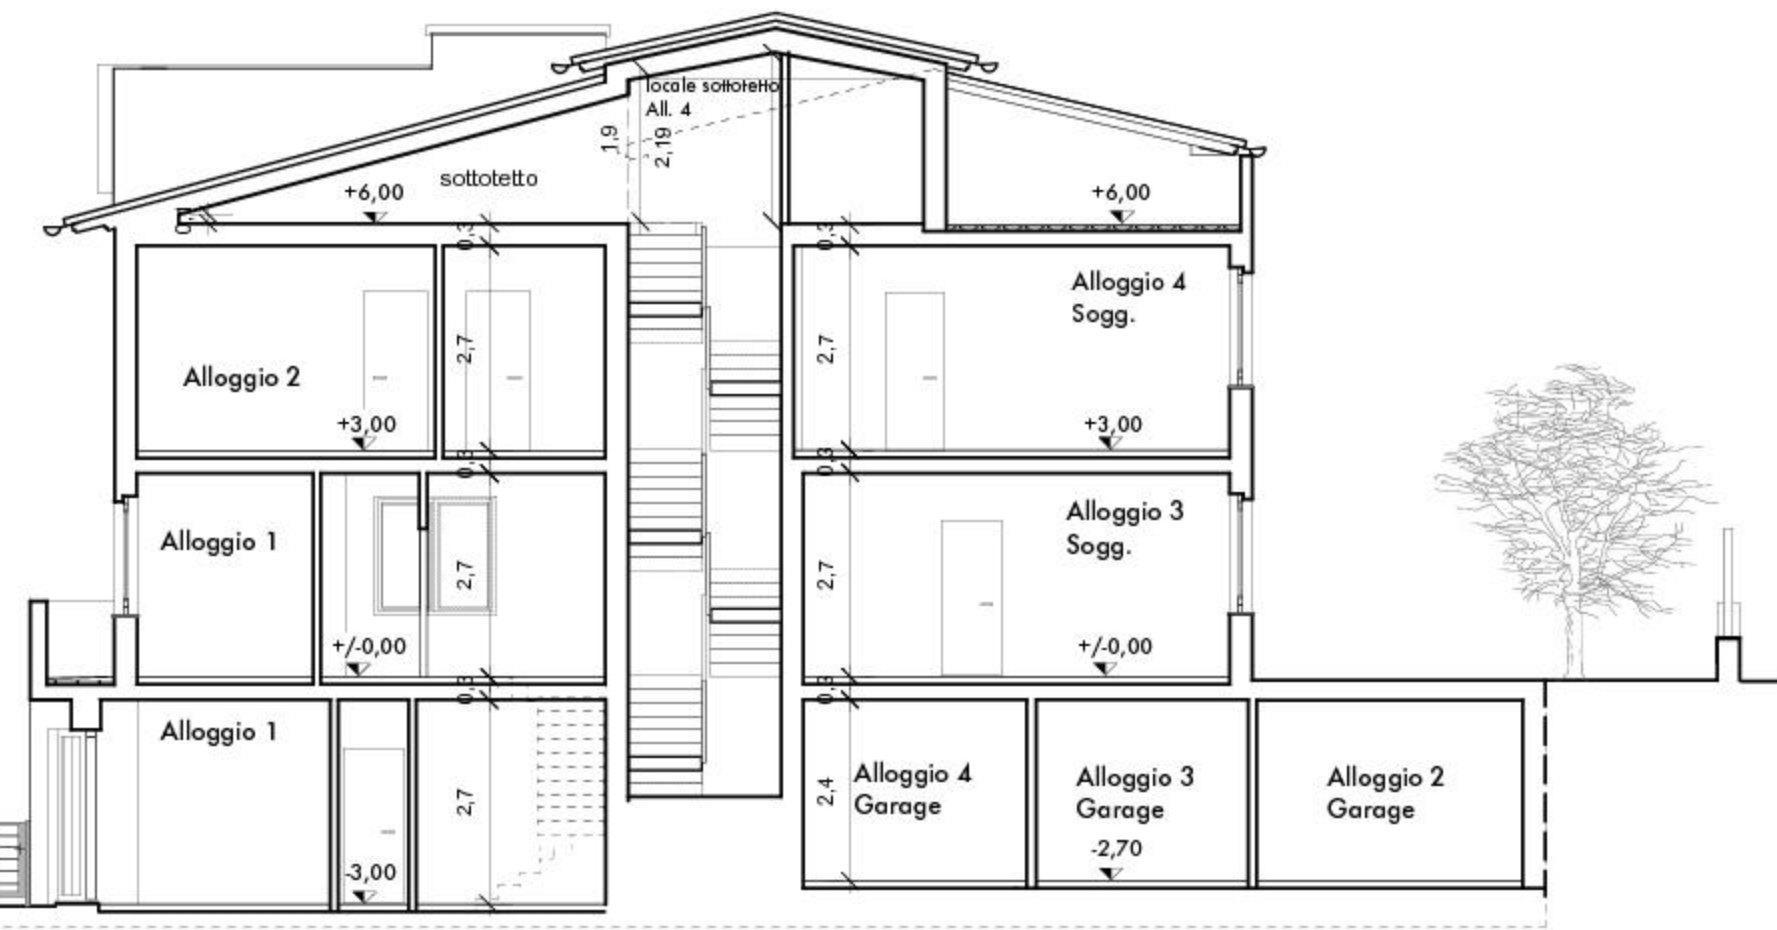 locale sottotetto
All. 4
1,9
2,19
sottotetto
+6,00
+6,00
0,3
0,3
Alloggio 4
Sogg.
2,7
2,7
Alloggio 2
+3,00
+3,00
0,3
0,3
Alloggio 1
Alloggio 3
Sogg.
2,7
2,7
+/-0,00
+/-0,00
0,3
0,3
Alloggio 1
2,7
2,4
Alloggio 4
Garage
Alloggio 3
Garage
Alloggio 2
Garage
-2,70
-3,00